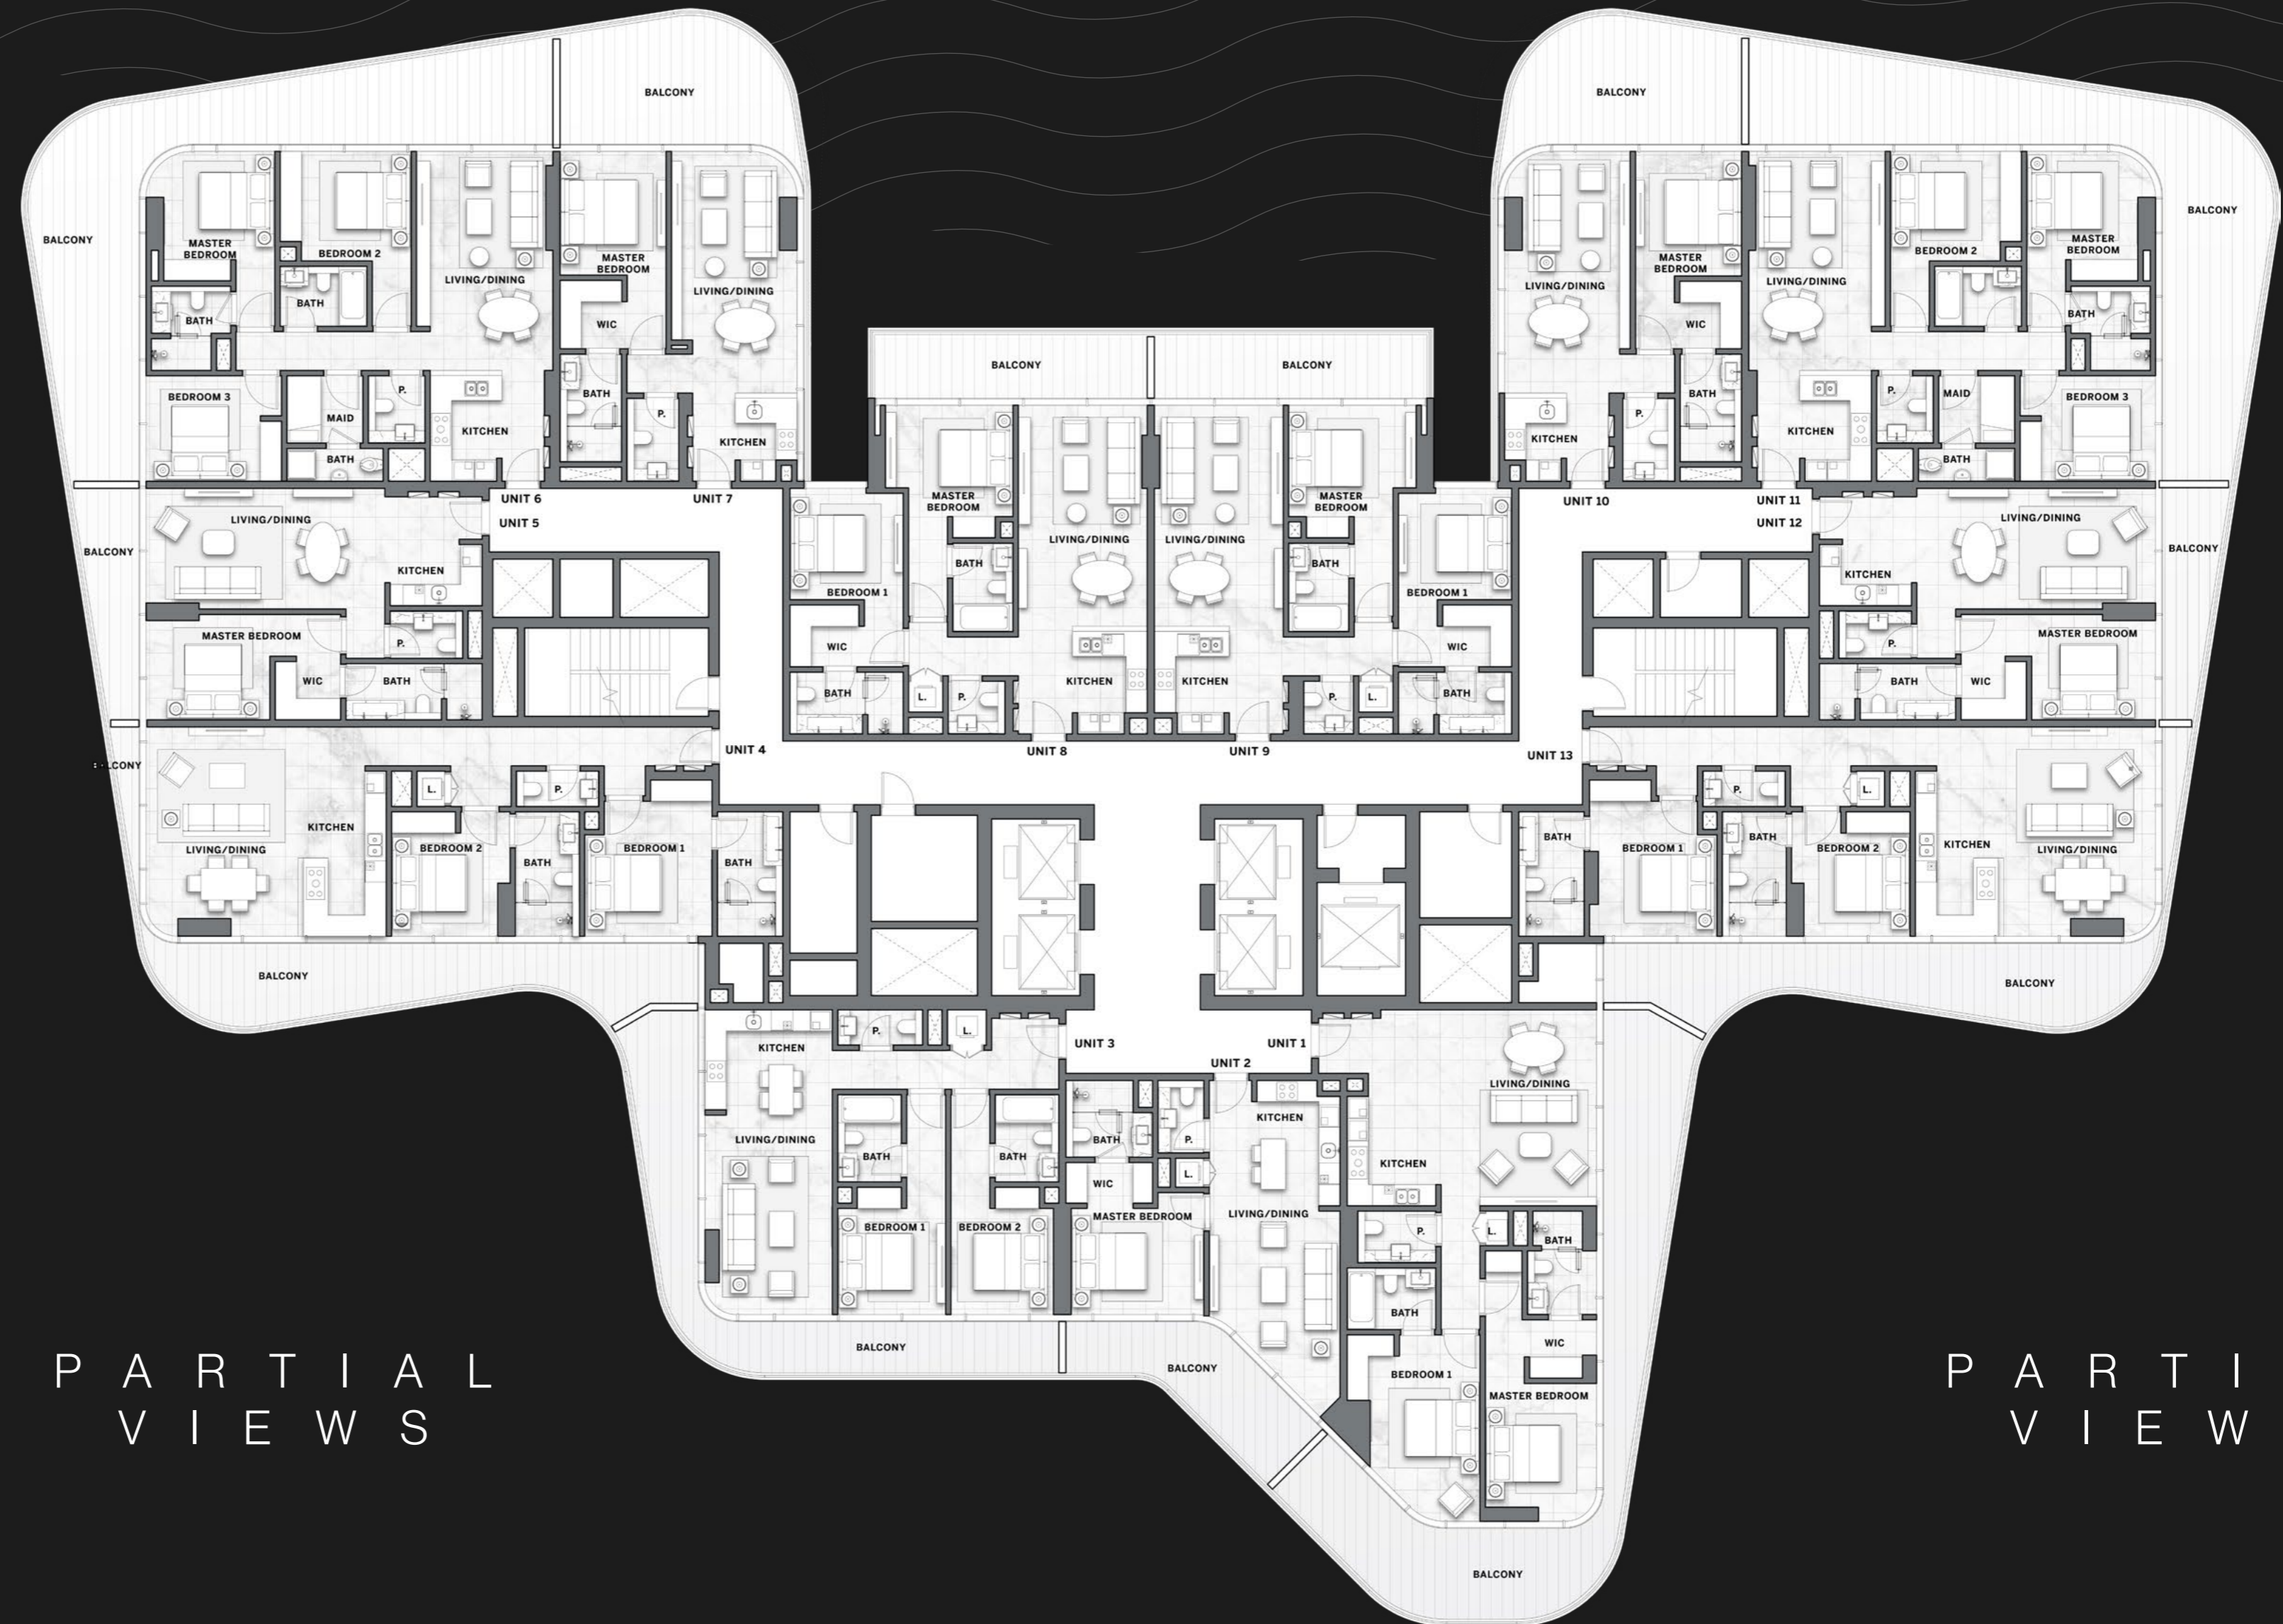 BALCONY
BALCONY
BALCONY
BALCONY
MASTER
BEDROOM
BEDROOM 2
LIVING/DINING
BATH
BATH
BEDROOM 3
MAID
P.
KITCHEN
BATH
UNIT 6
MASTER
BEDROOM
WIC
BATH
P.
LIVING/DINING
KITCHEN
UNIT 7
LIVING/DINING
KITCHEN
UNIT 10
MASTER
BEDROOM
WIC
BATH
P.
LIVING/DINING
BEDROOM 2
MASTER
BEDROOM
BATH
P.
MAID
BEDROOM 3
KITCHEN
BATH
UNIT 11
BALCONY
BALCONY
MASTER
BEDROOM
LIVING/DINING
BATH
BEDROOM 1
WIC
BATH
L.
P.
KITCHEN
UNIT 8
MASTER
BEDROOM
LIVING/DINING
BATH
BEDROOM 1
WIC
KITCHEN
P.
L.
BATH
UNIT 9
UNIT 5
LIVING/DINING
BALCONY
KITCHEN
P.
MASTER BEDROOM
WIC
BATH
UNIT 12
LIVING/DINING
BALCONY
KITCHEN
P.
MASTER BEDROOM
BATH
WIC
UNIT 4
BALCONY
L.
P.
KITCHEN
LIVING/DINING
BEDROOM 2
BATH
BEDROOM 1
BATH
BALCONY
UNIT 13
P.
L.
BATH
BEDROOM 1
BATH
BEDROOM 2
KITCHEN
LIVING/DINING
BALCONY
UNIT 3
P.
L.
KITCHEN
LIVING/DINING
BATH
BATH
BEDROOM 1
BEDROOM 2
BALCONY
UNIT 2
KITCHEN
BATH
P.
L.
WIC
MASTER BEDROOM
LIVING/DINING
BALCONY
UNIT 1
LIVING/DINING
KITCHEN
P.
L.
BATH
BATH
WIC
BEDROOM 1
MASTER BEDROOM
BALCONY
PARTIAL
VIEWS
PARTI
VIEW